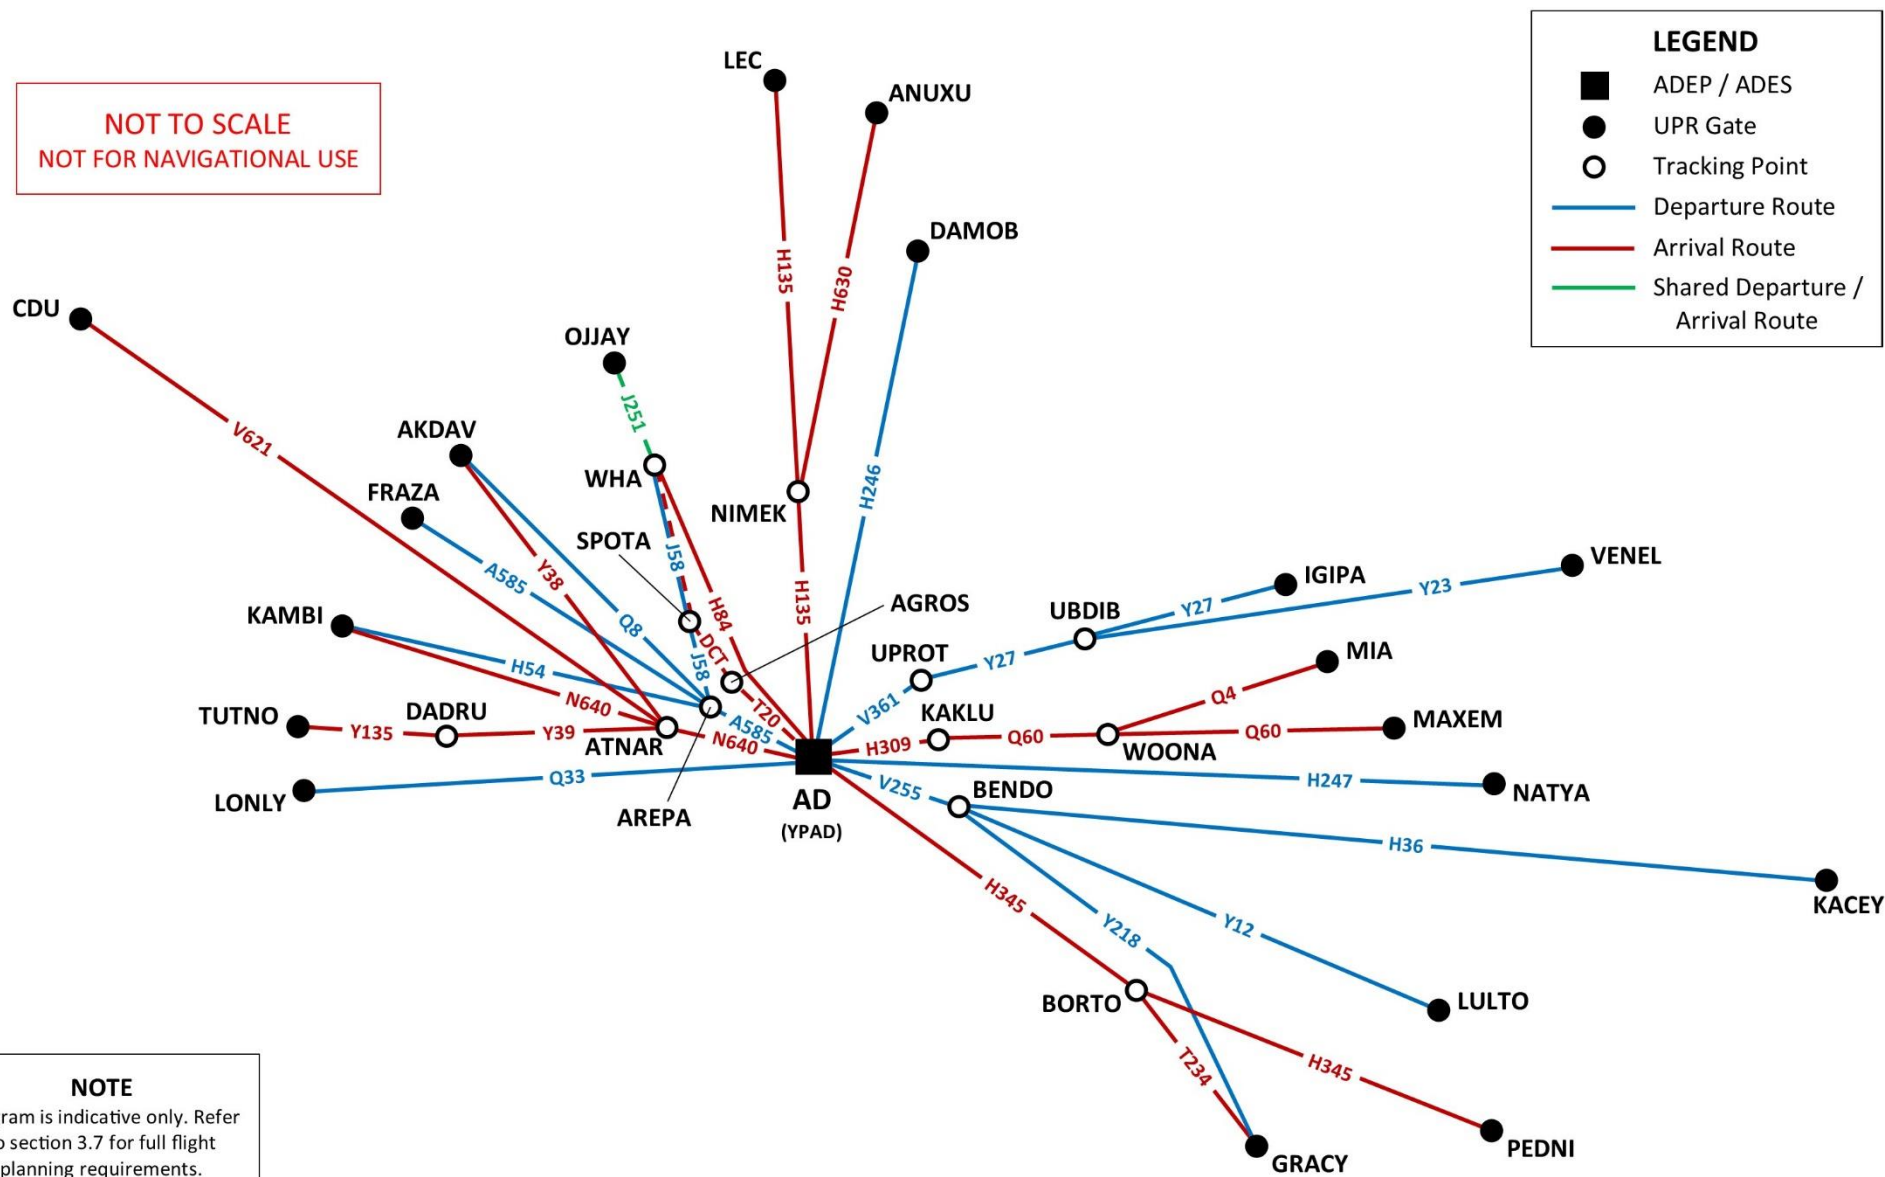 LEC
ANUXU
NOT TO SCALE
NOT FOR NAVIGATIONAL USE
LEGEND
ADEP / ADES
UPR Gate
Tracking Point
Departure Route
Arrival Route
Shared Departure /
Arrival Route
DAMOB
H135
H630
CDU
OJJAY
J251
V621
AKDAV
WHA
FRAZA
NIMEK
H246
SPOTA
J58
A585
Y38
H135
IGIPA
VENEL
Y27
Y23
UBDIB
AGROS
KAMBI
Q8
H84
DCT
J58
UPROT
Y27
MIA
H54
N640
Q4
TUTNO
DADRU
Y135
Y39
ATNAR
N640
A585
T20
V361
KAKLU
H309
Q60
WOONA
Q60
MAXEM
LONLY
Q33
AREPA
AD
(YPAD)
V255
BENDO
H247
NATYA
H36
KACEY
H345
Y218
Y12
BORTO
LULTO
T234
H345
GRACY
PEDNI
NOTE
ram is indicative only. Refer
section 3.7 for full flight
planning requirements.